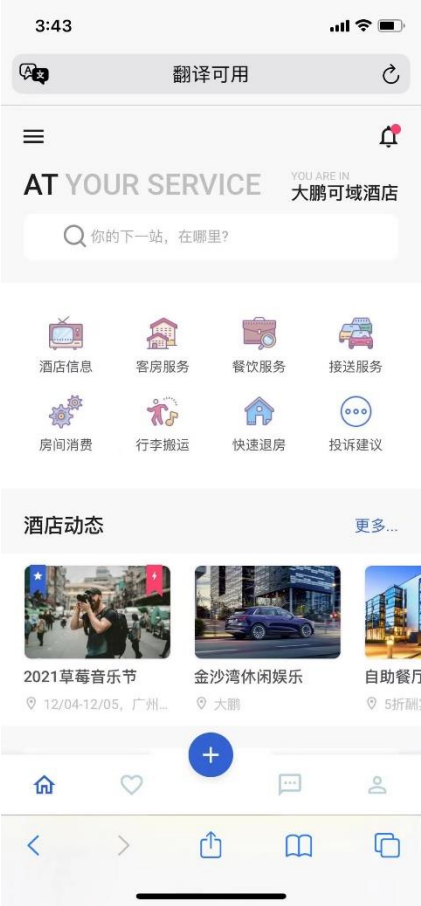 3:43
翻译可用
AT YOUR SERVICE
YOU ARE IN
大鹏可域酒店
你的下一站，在哪里?
酒店信息 客房服务 餐饮服务 接送服务
房间消费 行李搬运 快速退房 投诉建议
酒店动态 更多...
2021草莓音乐节 金沙湾休闲娱乐 自助餐厅
12/04-12/05，广州... 大鹏 5折酬